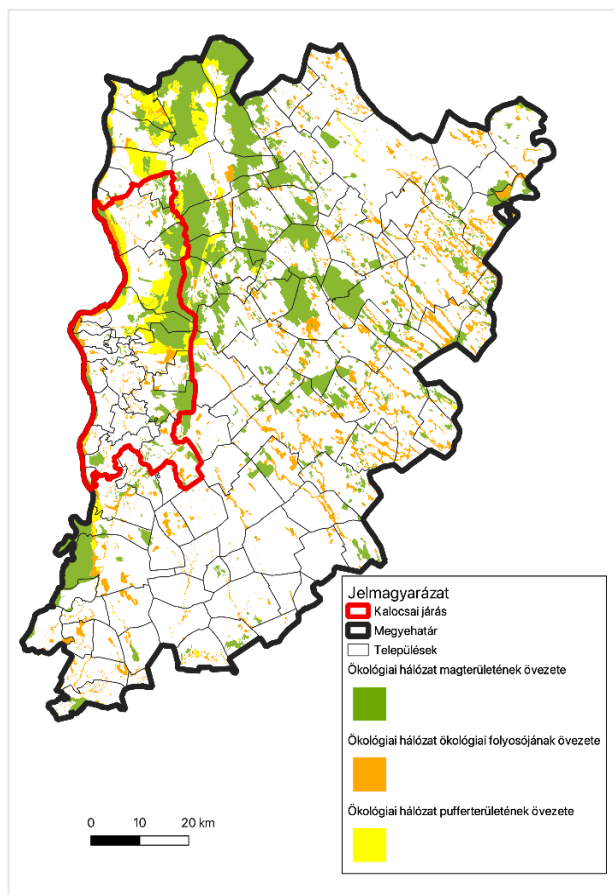 Jelmagyarázat
Kalocsai járás
Megyehatár
Települések
Ökológiai hálózat magterületének övezete
Ökológiai hálózat ökológiai folyosójának övezete
Ökológiai hálózat pufferterületének övezete
0 10 20 km